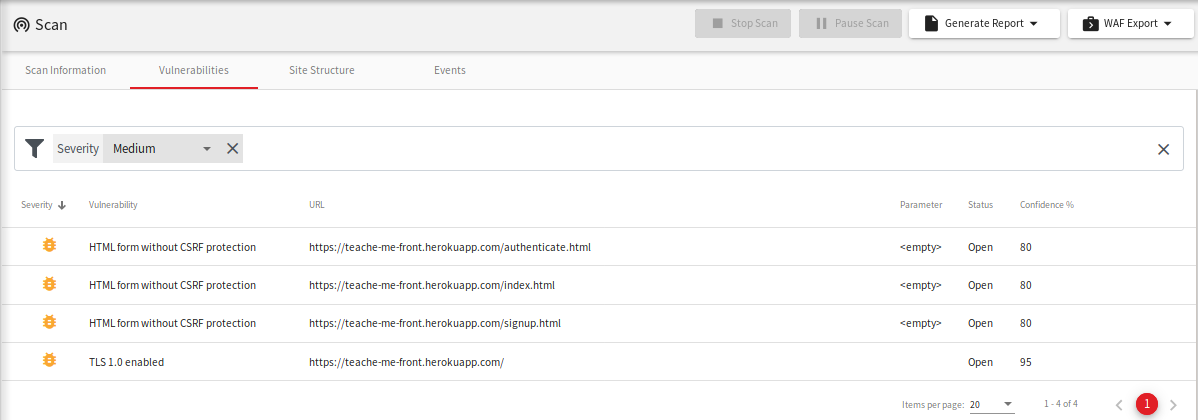 Scan Stop Scan Pause Scan Generate Report WAF Export
Scan Information Vulnerabilities Site Structure Events
Severity Medium
Severity Vulnerability URL Parameter Status Confidence %
HTML form without CSRF protection https://teache-me-front.herokuapp.com/authenticate.html <empty> Open 80
HTML form without CSRF protection https://teache-me-front.herokuapp.com/index.html <empty> Open 80
HTML form without CSRF protection https://teache-me-front.herokuapp.com/signup.html <empty> Open 80
TLS 1.0 enabled https://teache-me-front.herokuapp.com/ Open 95
Items per page: 20 1 - 4 of 4 1